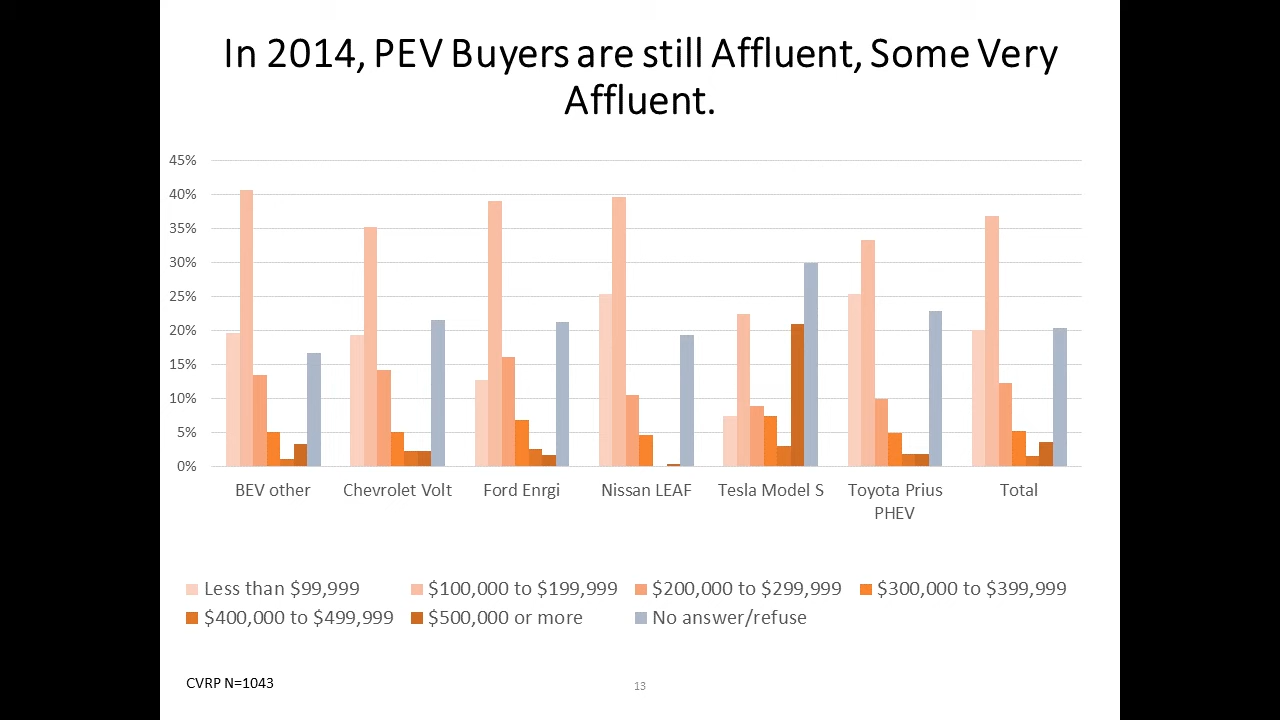 In 2014, PEV Buyers are still Affluent, Some Very
Affluent.
45%
40%
35%
30%
25%
20%
15%
10%
5%
0%
BEV other
Chevrolet Volt
Ford Enrgi
Nissan LEAF
Tesla Model S
Toyota Prius
PHEV
Total
Less than $99,999
$100,000 to $199,999
$200,000 to $299,999
$300,000 to $399,999
$400,000 to $499,999
$500,000 or more
No answer/refuse
CVRP N=1043
13